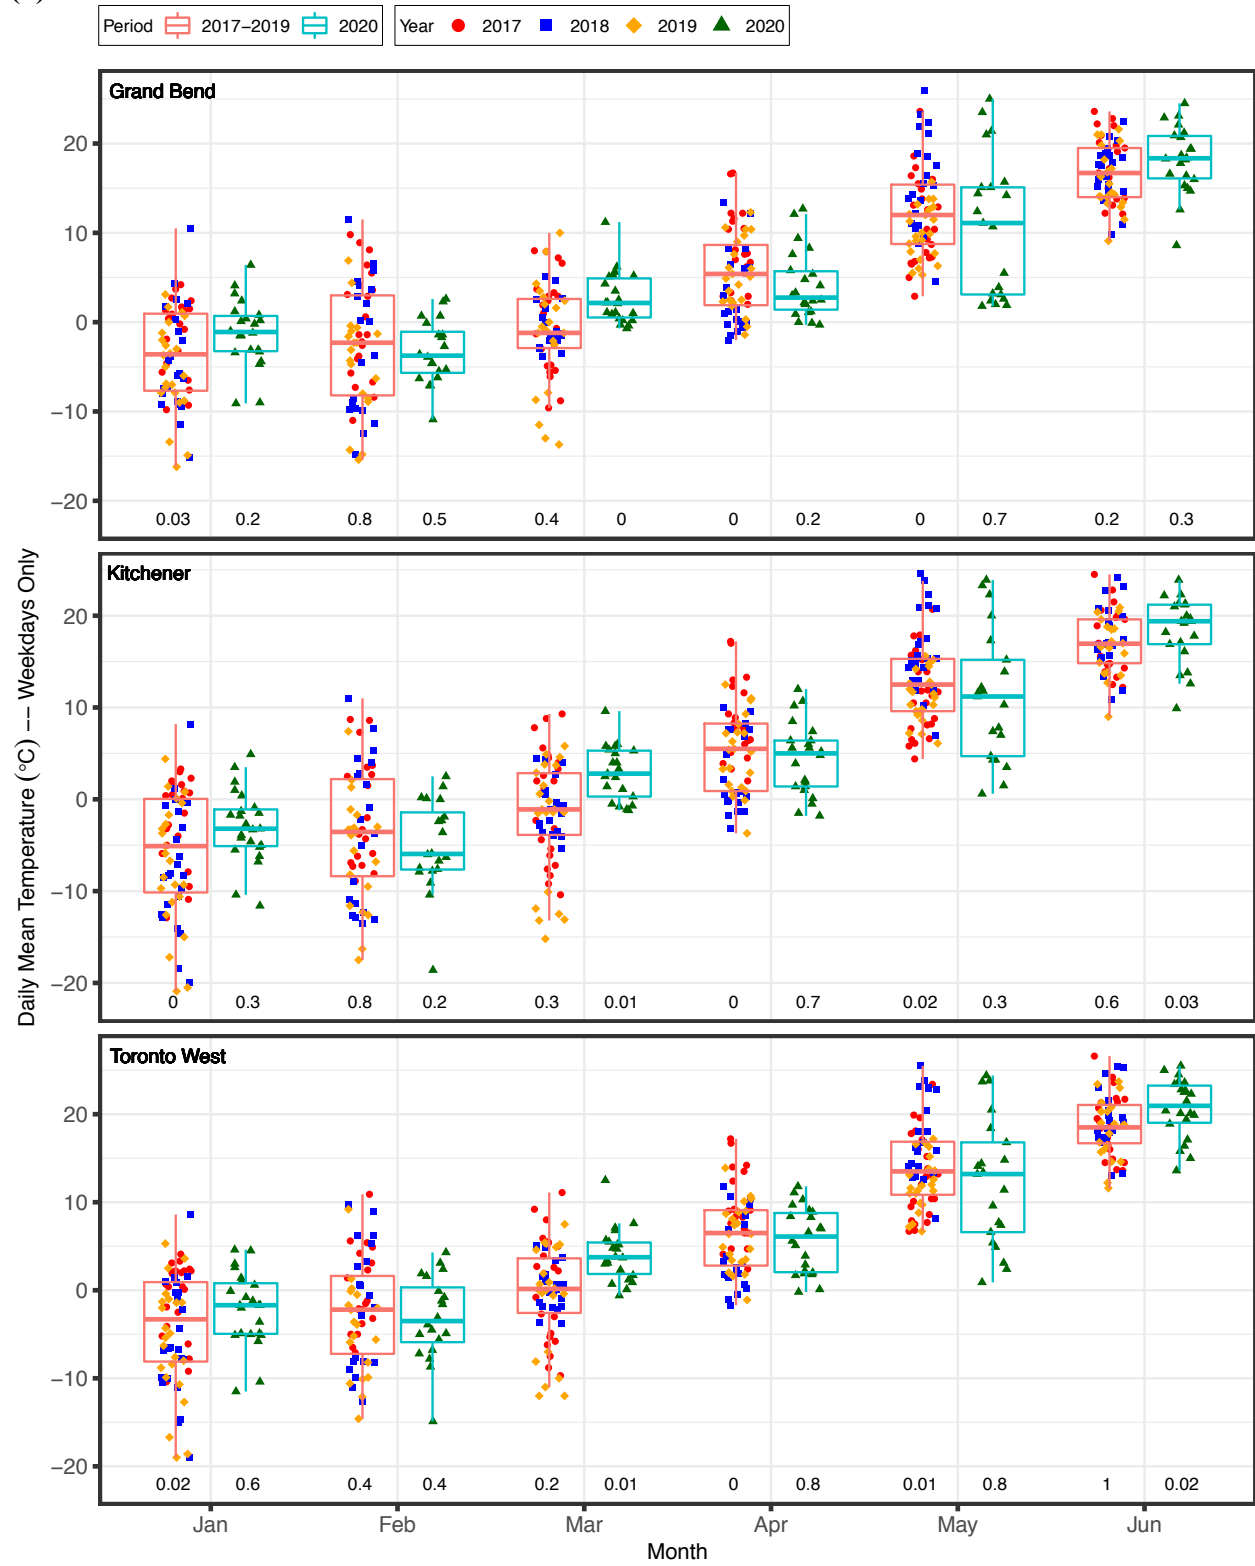 Period 2017−2019 2020 Year 2017 2018 2019 2020
Grand Bend
20
10
0
−10
−20
0.03 0.2 0.8 0.5 0.4 0 0 0.2 0 0.7 0.2 0.3
Daily Mean Temperature (°C) −− Weekdays Only
Kitchener
20
10
0
−10
−20
0 0.3 0.8 0.2 0.3 0.01 0 0.7 0.02 0.3 0.6 0.03
Toronto West
20
10
0
−10
−20
0.02 0.6 0.4 0.4 0.2 0.01 0 0.8 0.01 0.8 1 0.02
Jan Feb Mar Apr May Jun
Month